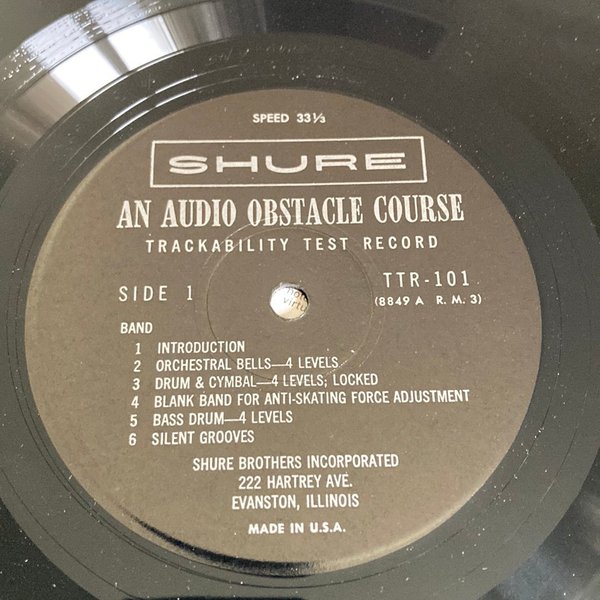 SPEED 33⅓
SHURE
AN AUDIO OBSTACLE COURSE
TRACKABILITY TEST RECORD
SIDE 1
TTR-101
(8849 A R. M. 3)
BAND
1 INTRODUCTION
2 ORCHESTRAL BELLS—4 LEVELS
3 DRUM & CYMBAL—4 LEVELS; LOCKED
4 BLANK BAND FOR ANTI-SKATING FORCE ADJUSTMENT
5 BASS DRUM—4 LEVELS
6 SILENT GROOVES
SHURE BROTHERS INCORPORATED
222 HARTREY AVE.
EVANSTON, ILLINOIS
MADE IN U.S.A.